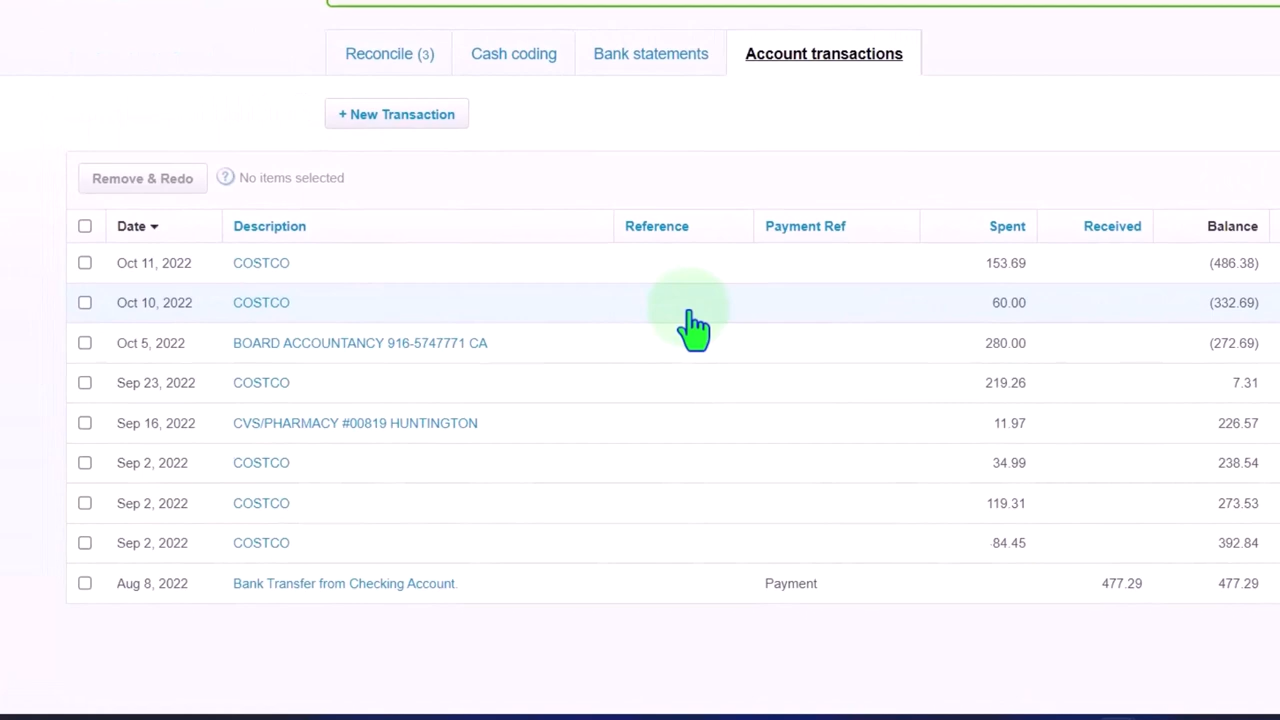 Reconcile (3) Cash coding Bank statements Account transactions
+ New Transaction
Remove & Redo ? No items selected
Date Description Reference Payment Ref Spent Received Balance
Oct 11, 2022 COSTCO 153.69 (486.38)
Oct 10, 2022 COSTCO 60.00 (332.69)
Oct 5, 2022 BOARD ACCOUNTANCY 916-5747771 CA 280.00 (272.69)
Sep 23, 2022 COSTCO 219.26 7.31
Sep 16, 2022 CVS/PHARMACY #00819 HUNTINGTON 11.97 226.57
Sep 2, 2022 COSTCO 34.99 238.54
Sep 2, 2022 COSTCO 119.31 273.53
Sep 2, 2022 COSTCO 84.45 392.84
Aug 8, 2022 Bank Transfer from Checking Account. Payment 477.29 477.29